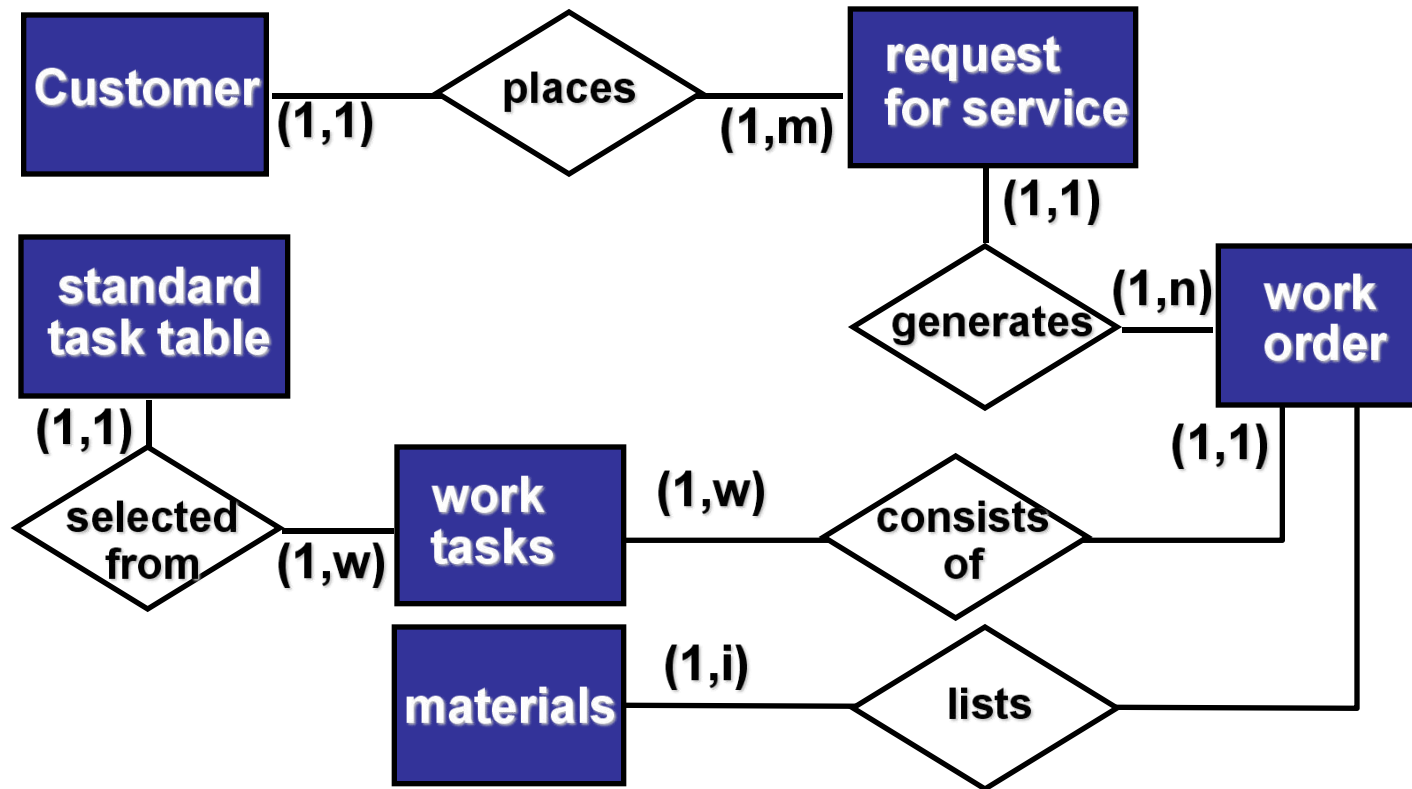 Customer
(1,1)
places
(1,m)
request
for service
(1,1)
standard
task table
(1,1)
generates
(1,n)
work
order
(1,1)
selected
from
(1,w)
work
tasks
(1,w)
consists
of
materials
(1,i)
lists